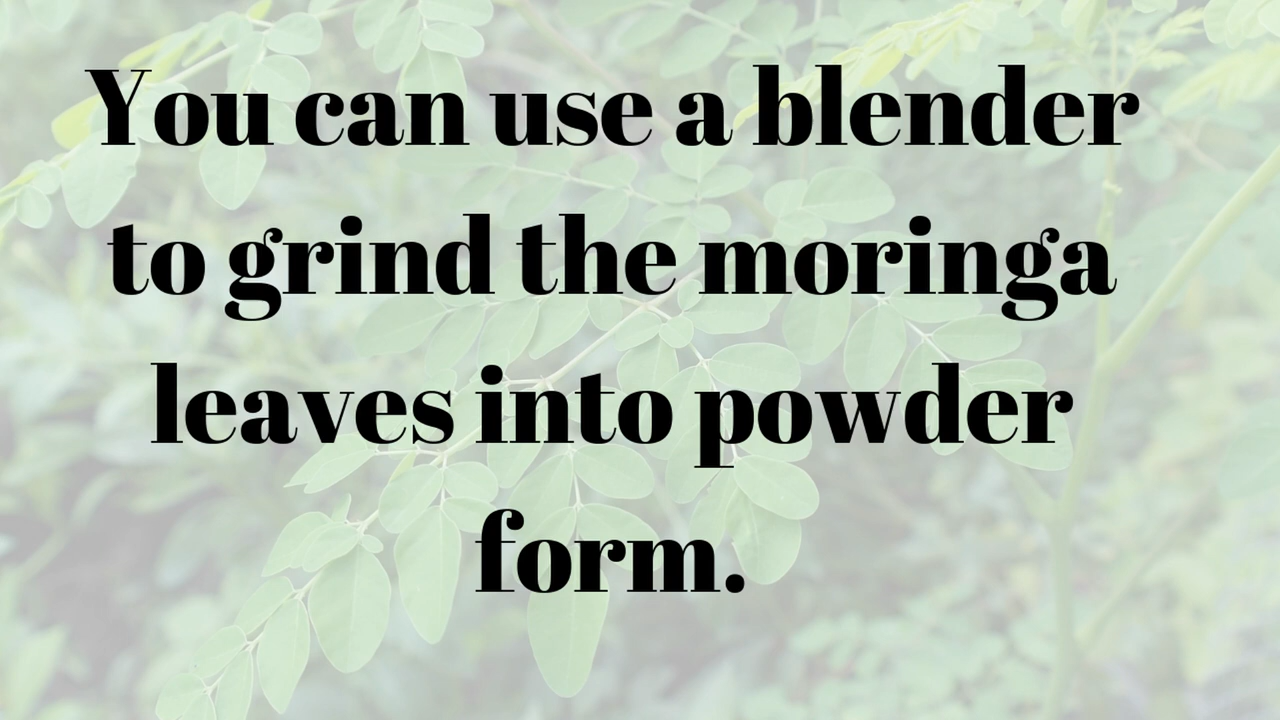 You can use a blender
to grind the moringa
leaves into powder
form.